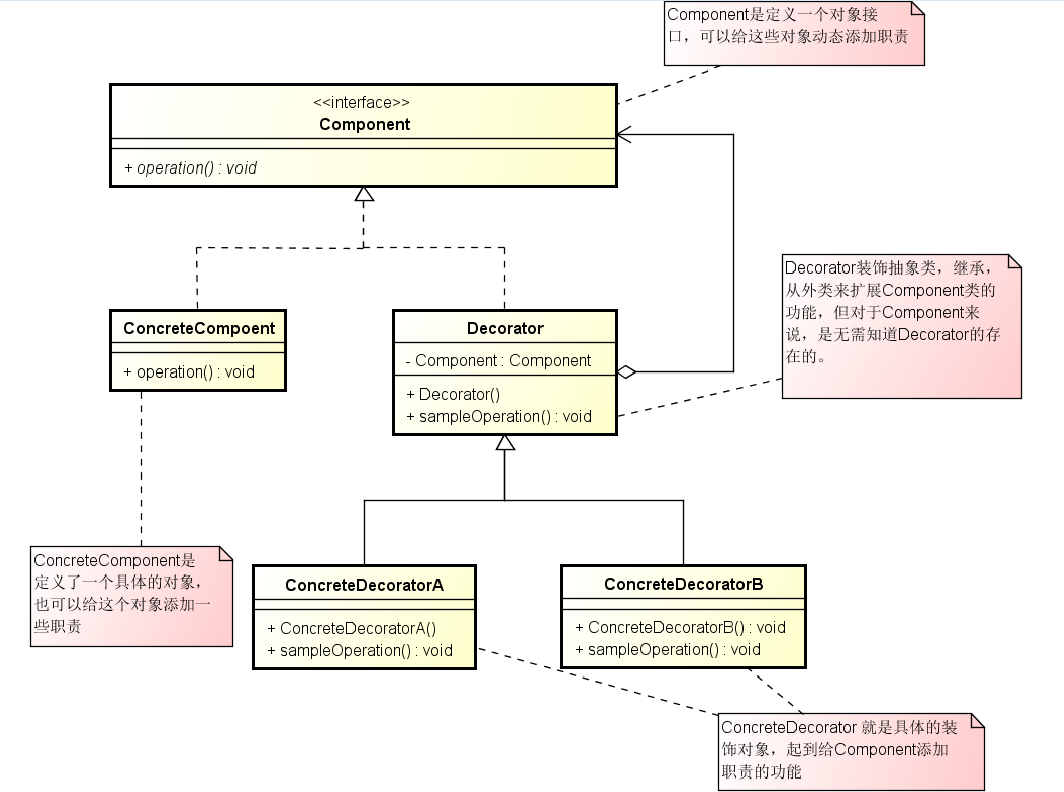 Component是定义一个对象接
口，可以给这些对象动态添加职责
<<interface>>
Component
+ operation() : void
Decorator装饰抽象类，继承，
从外类来扩展Component类的
功能，但对于Component来
说，是无需知道Decorator的存
在的。
ConcreteCompoent
+ operation() : void
Decorator
- Component : Component
+ Decorator()
+ sampleOperation() : void
ConcreteComponent是
定义了一个具体的对象，
也可以给这个对象添加一
些职责
ConcreteDecoratorA
+ ConcreteDecoratorA()
+ sampleOperation() : void
ConcreteDecoratorB
+ ConcreteDecoratorB() : void
+ sampleOperation() : void
ConcreteDecorator 就是具体的装
饰对象，起到给Component添加
职责的功能